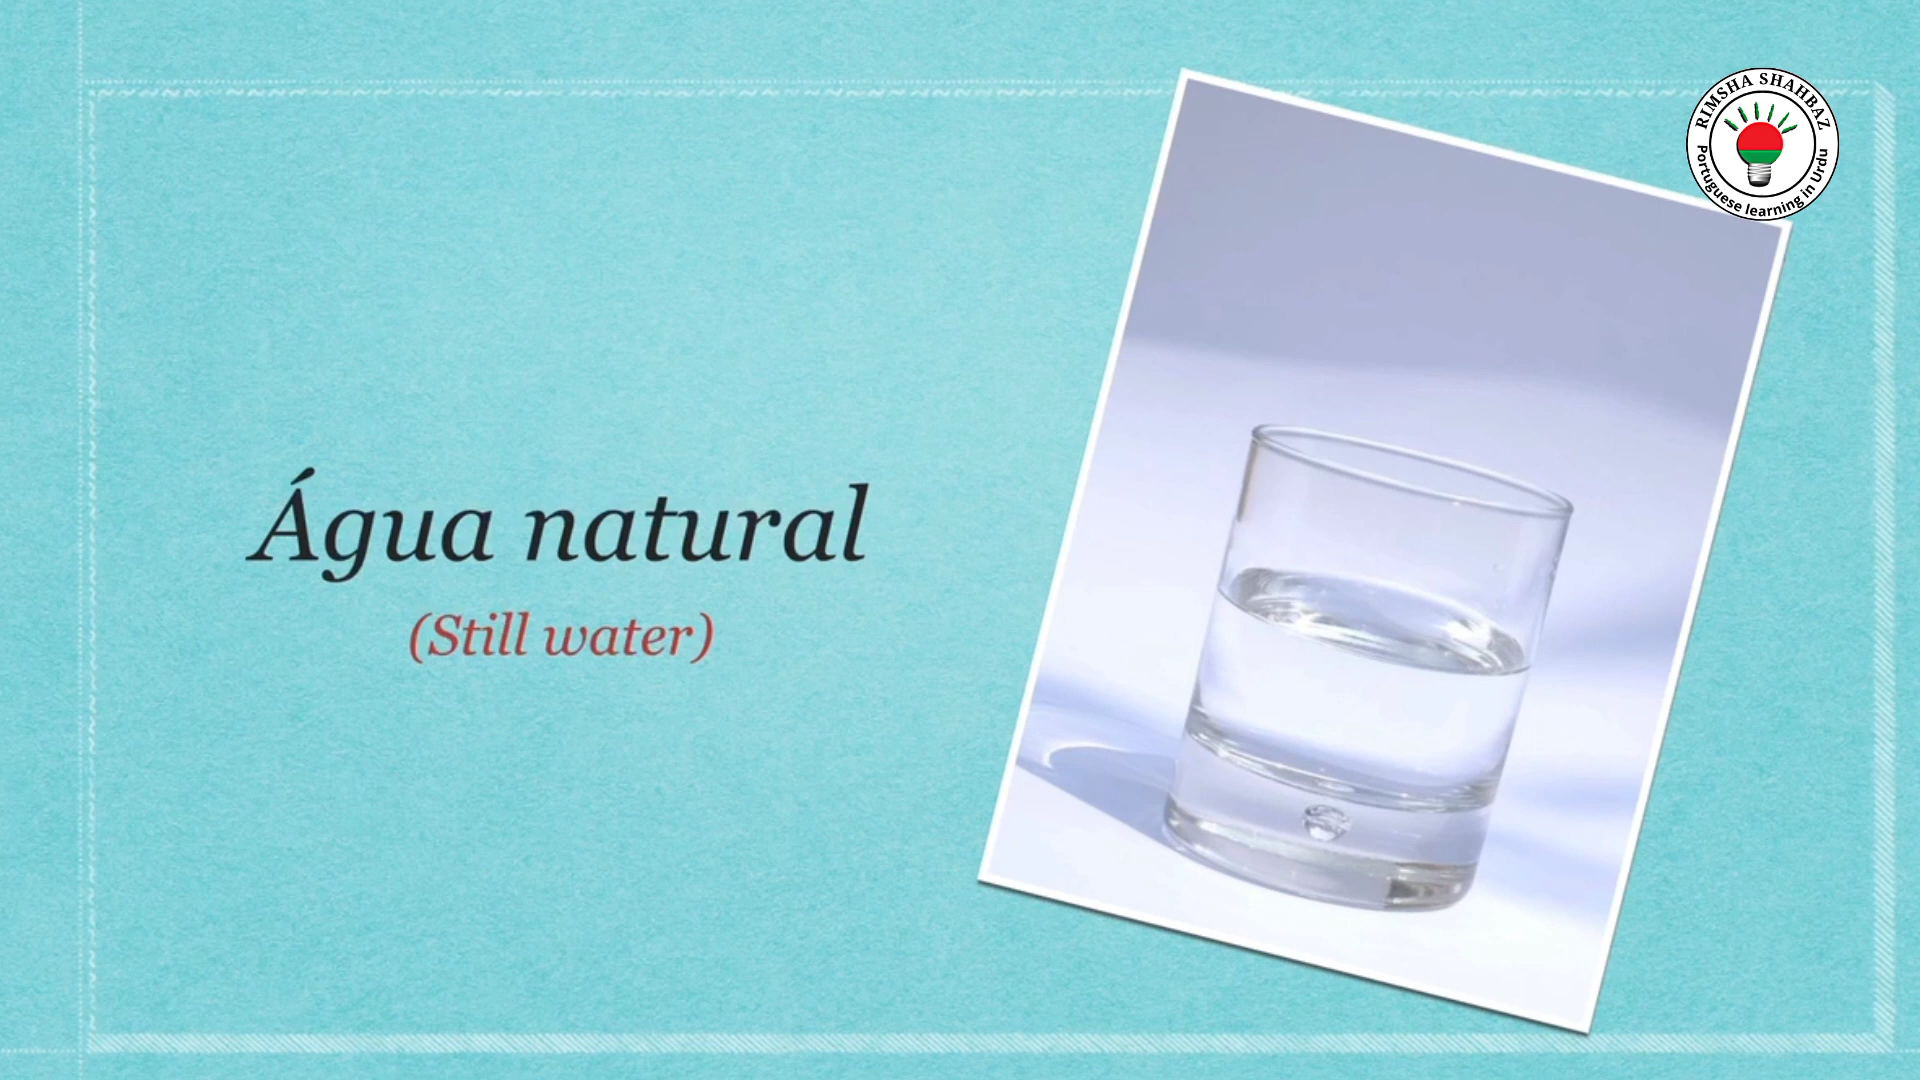 RIMSHA SHAHBAZ
Portuguese learning in Urdu
Água natural
(Still water)